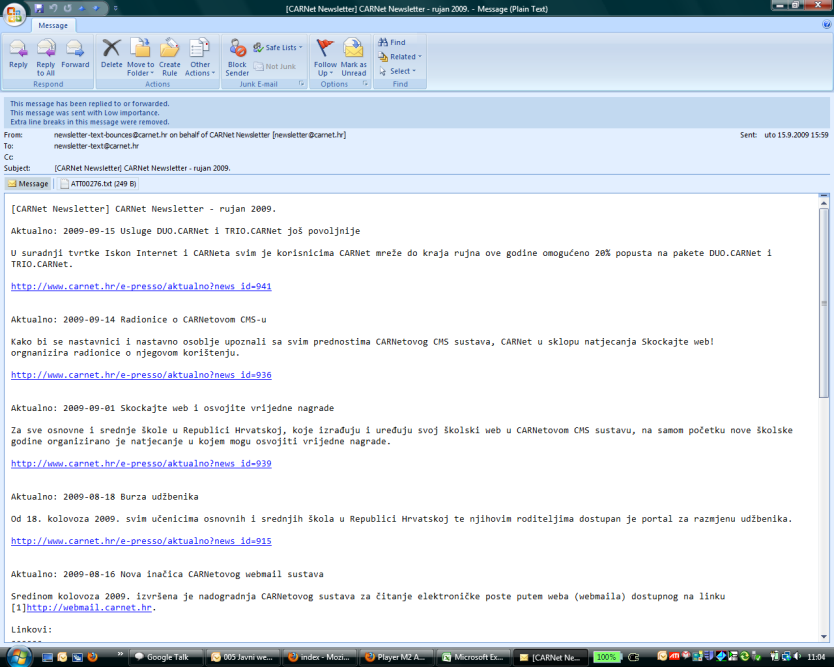 [CARNet Newsletter] CARNet Newsletter - rujan 2009. - Message (Plain Text)
Message
Reply
Reply to All
Forward
Delete
Move to Folder
Create Rule
Other Actions
Block Sender
Safe Lists
Not Junk
Follow Up
Mark as Unread
Find
Related
Select
Respond
Actions
Junk E-mail
Options
Find
This message has been replied to or forwarded.
This message was sent with Low importance.
Extra line breaks in this message were removed.
From: newsletter-text-bounces@carnet.hr on behalf of CARNet Newsletter [newsletter@carnet.hr] Sent: uto 15.9.2009 15:59
To: newsletter-text@carnet.hr
Cc:
Subject: [CARNet Newsletter] CARNet Newsletter - rujan 2009.
Message ATT00276.txt (249 B)
[CARNet Newsletter] CARNet Newsletter - rujan 2009.
Aktualno: 2009-09-15 Usluge DUO.CARNet i TRIO.CARNet još povoljnije
U suradnji tvrtke Iskon Internet i CARNeta svim je korisnicima CARNet mreže do kraja rujna ove godine omogućeno 20% popusta na pakete DUO.CARNet i
TRIO.CARNet.
http://www.carnet.hr/e-presso/aktualno?news_id=941
Aktualno: 2009-09-14 Radionice o CARNetovom CMS-u
Kako bi se nastavnici i nastavno osoblje upoznali sa svim prednostima CARNetovog CMS sustava, CARNet u sklopu natjecanja Skockajte web!
orgnanizira radionice o njegovom korištenju.
http://www.carnet.hr/e-presso/aktualno?news_id=936
Aktualno: 2009-09-01 Skockajte web i osvojite vrijedne nagrade
Za sve osnovne i srednje škole u Republici Hrvatskoj, koje izrađuju i uređuju svoj školski web u CARNetovom CMS sustavu, na samom početku nove školske
godine organizirano je natjecanje u kojem mogu osvojiti vrijedne nagrade.
http://www.carnet.hr/e-presso/aktualno?news_id=939
Aktualno: 2009-08-18 Burza udžbenika
Od 18. kolovoza 2009. svim učenicima osnovnih i srednjih škola u Republici Hrvatskoj te njihovim roditeljima dostupan je portal za razmjenu udžbenika.
http://www.carnet.hr/e-presso/aktualno?news_id=915
Aktualno: 2009-08-16 Nova inačica CARNetovog webmail sustava
Sredinom kolovoza 2009. izvršena je nadogradnja CARNetovog sustava za čitanje elektroničke poste putem weba (webmaila) dostupnog na linku
[1]http://webmail.carnet.hr.
Linkovi:
Google Talk
005 Javni we...
index - Mozi...
Player M2 A...
Microsoft Ex...
[CARNet Ne...
100%
11:04